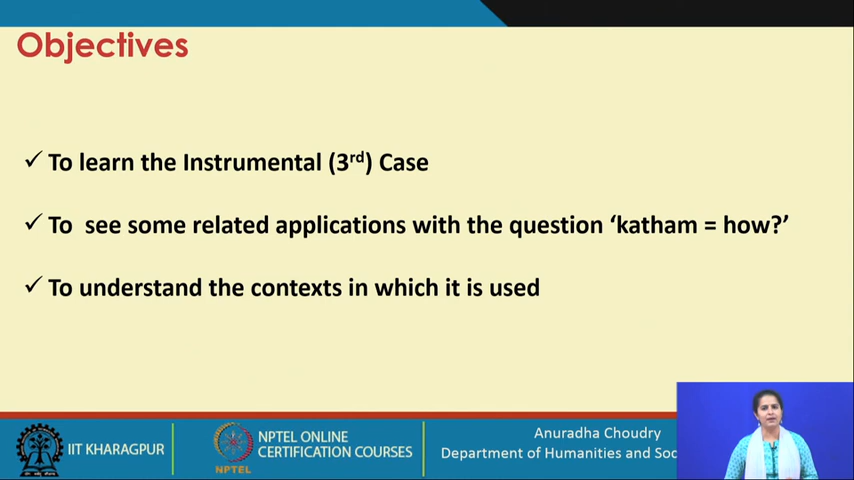 Objectives
✓ To learn the Instrumental (3rd) Case
✓ To see some related applications with the question ‘katham = how?’
✓ To understand the contexts in which it is used
IIT KHARAGPUR
NPTEL
NPTEL ONLINE
CERTIFICATION COURSES
Anuradha Choudry
Department of Humanities and Soc